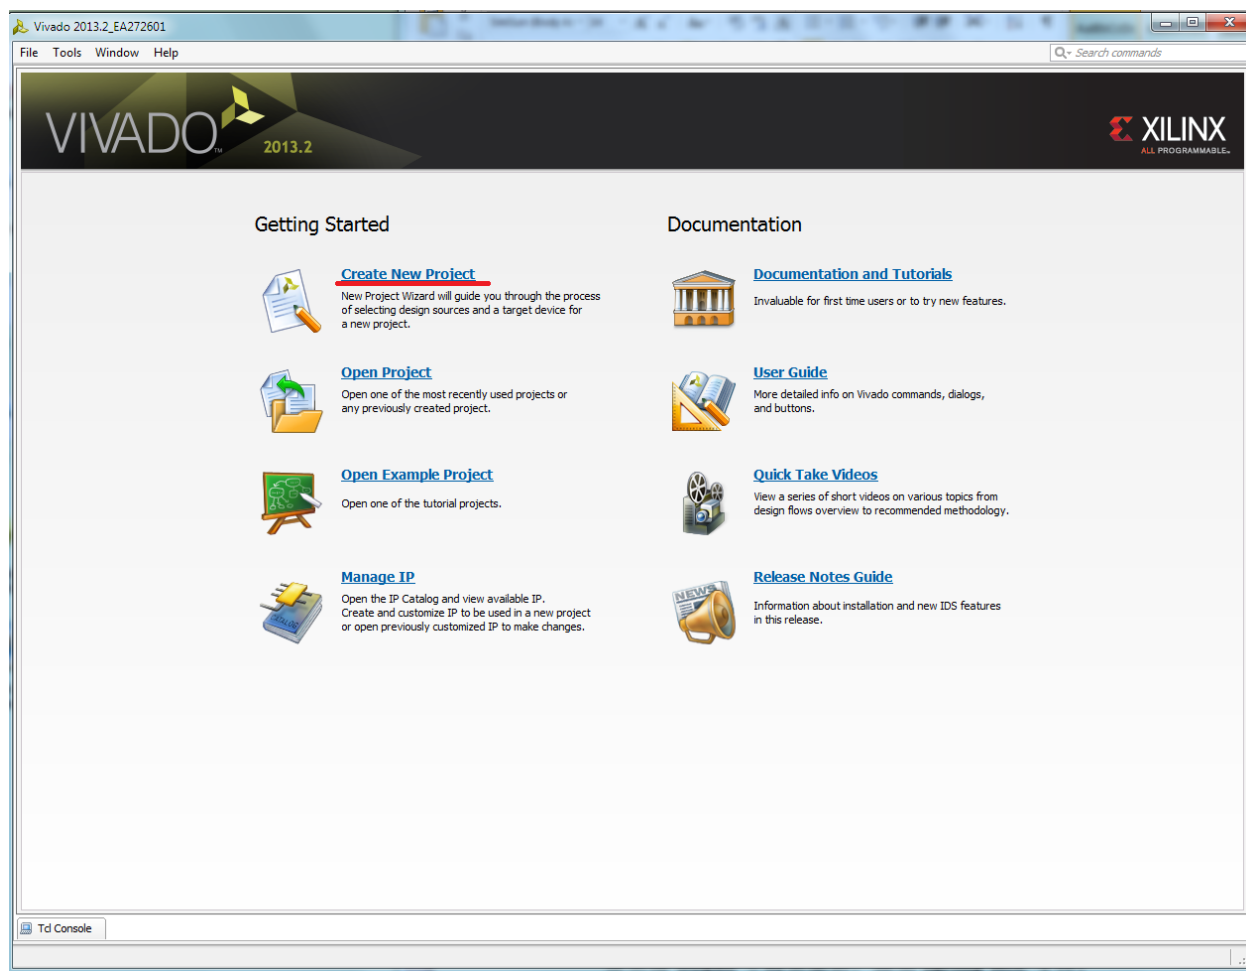 Vivado 2013.2_EA272601
File Tools Window Help
Search commands
VIVADO™ 2013.2
XILINX
ALL PROGRAMMABLE™
Getting Started
Create New Project
New Project Wizard will guide you through the process
of selecting design sources and a target device for
a new project.
Open Project
Open one of the most recently used projects or
any previously created project.
Open Example Project
Open one of the tutorial projects.
Manage IP
Open the IP Catalog and view available IP.
Create and customize IP to be used in a new project
or open previously customized IP to make changes.
CATALOG
Documentation
Documentation and Tutorials
Invaluable for first time users or to try new features.
User Guide
More detailed info on Vivado commands, dialogs,
and buttons.
Quick Take Videos
View a series of short videos on various topics from
design flows overview to recommended methodology.
NEWS
Release Notes Guide
Information about installation and new IDS features
in this release.
Tcl Console